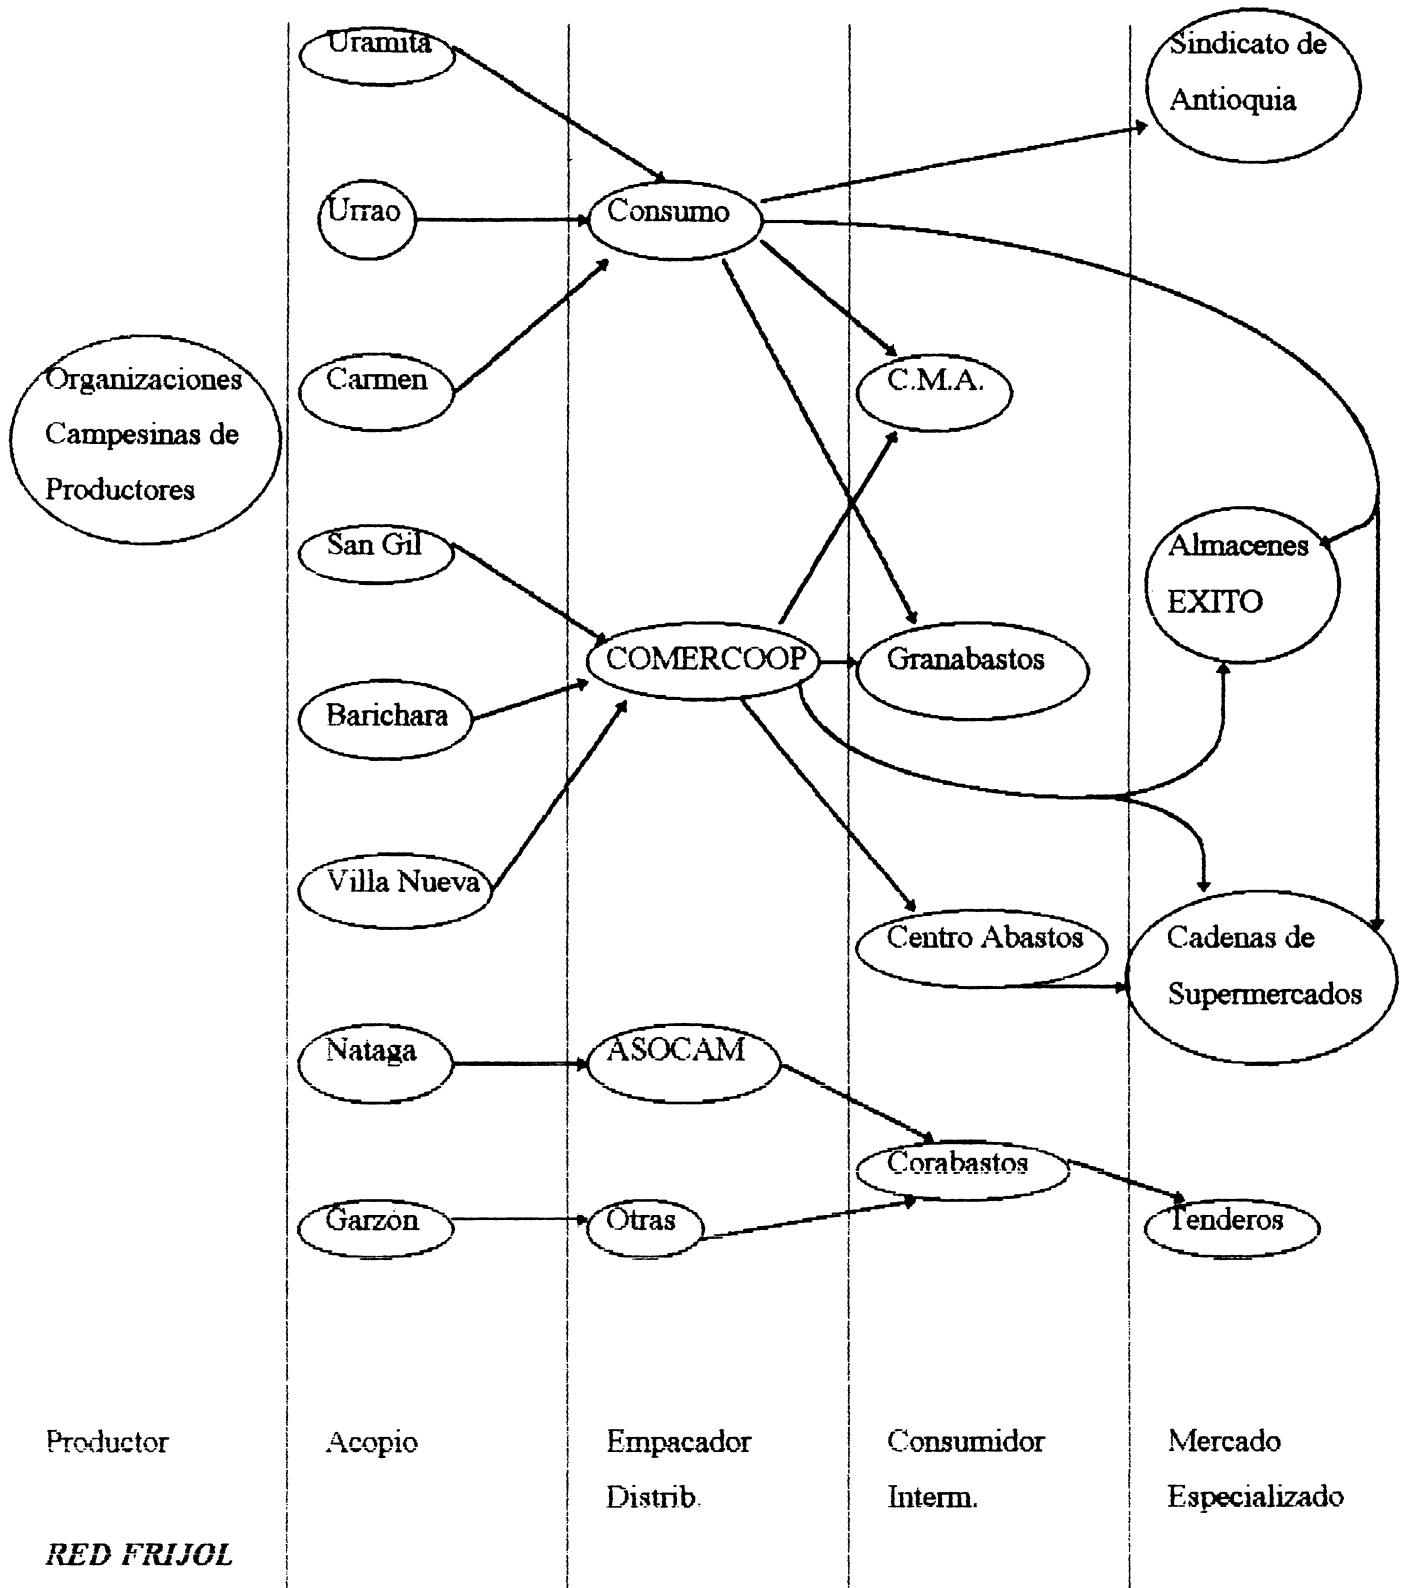 Uramita
Sindicato de
Antioquia
Urrao
Consumo
Organizaciones
Campesinas de
Productores
Carmen
C.M.A.
San Gil
Almacenes
EXITO
COMERCOOP
Granabastos
Barichara
Villa Nueva
Centro Abastos
Cadenas de
Supermercados
Nataga
ASOCAM
Corabastos
Garzón
Otras
Tenderos
Productor
Acopio
Empacador
Distrib.
Consumidor
Interm.
Mercado
Especializado
RED FRIJOL